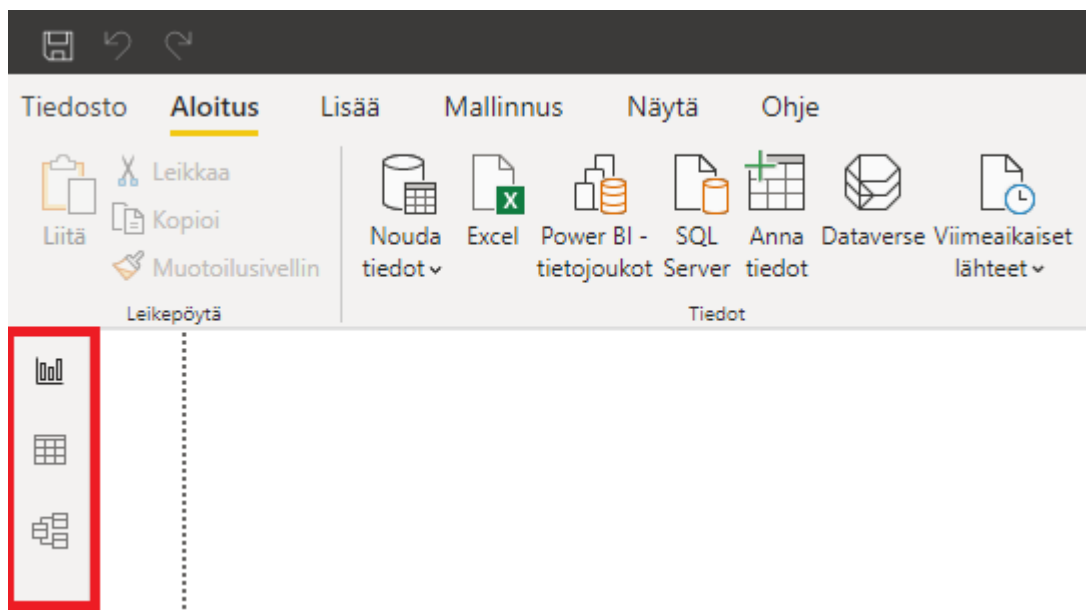 Tiedosto Aloitus Lisää Mallinnus Näytä Ohje
Liitä
Leikkaa
Kopioi
Muotoilusivellin
Leikepöytä
Nouda
tiedot
Excel
Power BI -
tietojoukot
SQL
Server
Anna
tiedot
Dataverse
Viimeaikaiset
lähteet
Tiedot